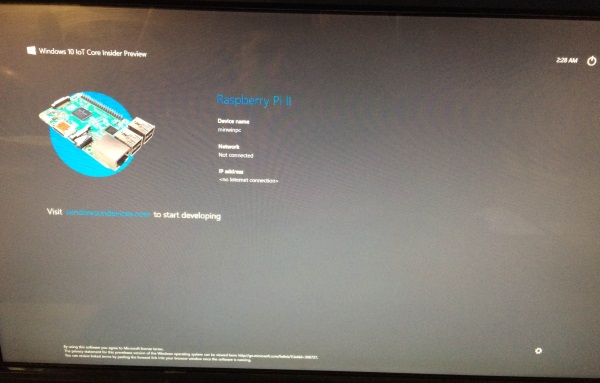 Windows 10 IoT Core Insider Preview
2:28 AM
Raspberry Pi II
Device name
minwinpc
Network
Not connected
IP address
<no internet connection>
Visit windowsondevices.com to start developing
By using this software you agree to Microsoft license terms.
The privacy statement for this prerelease version of the Windows operating system can be viewed here
You can review linked terms by pasting the forward link into your browser window once the software is running.